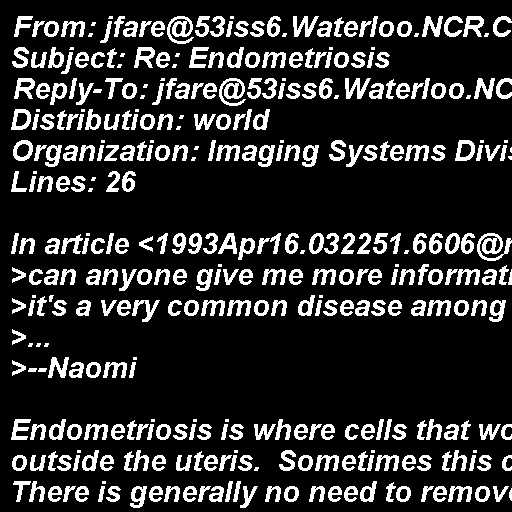 From: jfare@53iss6.Waterloo.NCR.C
Subject: Re: Endometriosis
Reply-To: jfare@53iss6.Waterloo.NC
Distribution: world
Organization: Imaging Systems Divis
Lines: 26

In article <1993Apr16.032251.6606@
>can anyone give me more informati
>it's a very common disease among
>...
>--Naomi

Endometriosis is where cells that wo
outside the uteris.  Sometimes this
There is generally no need to remove